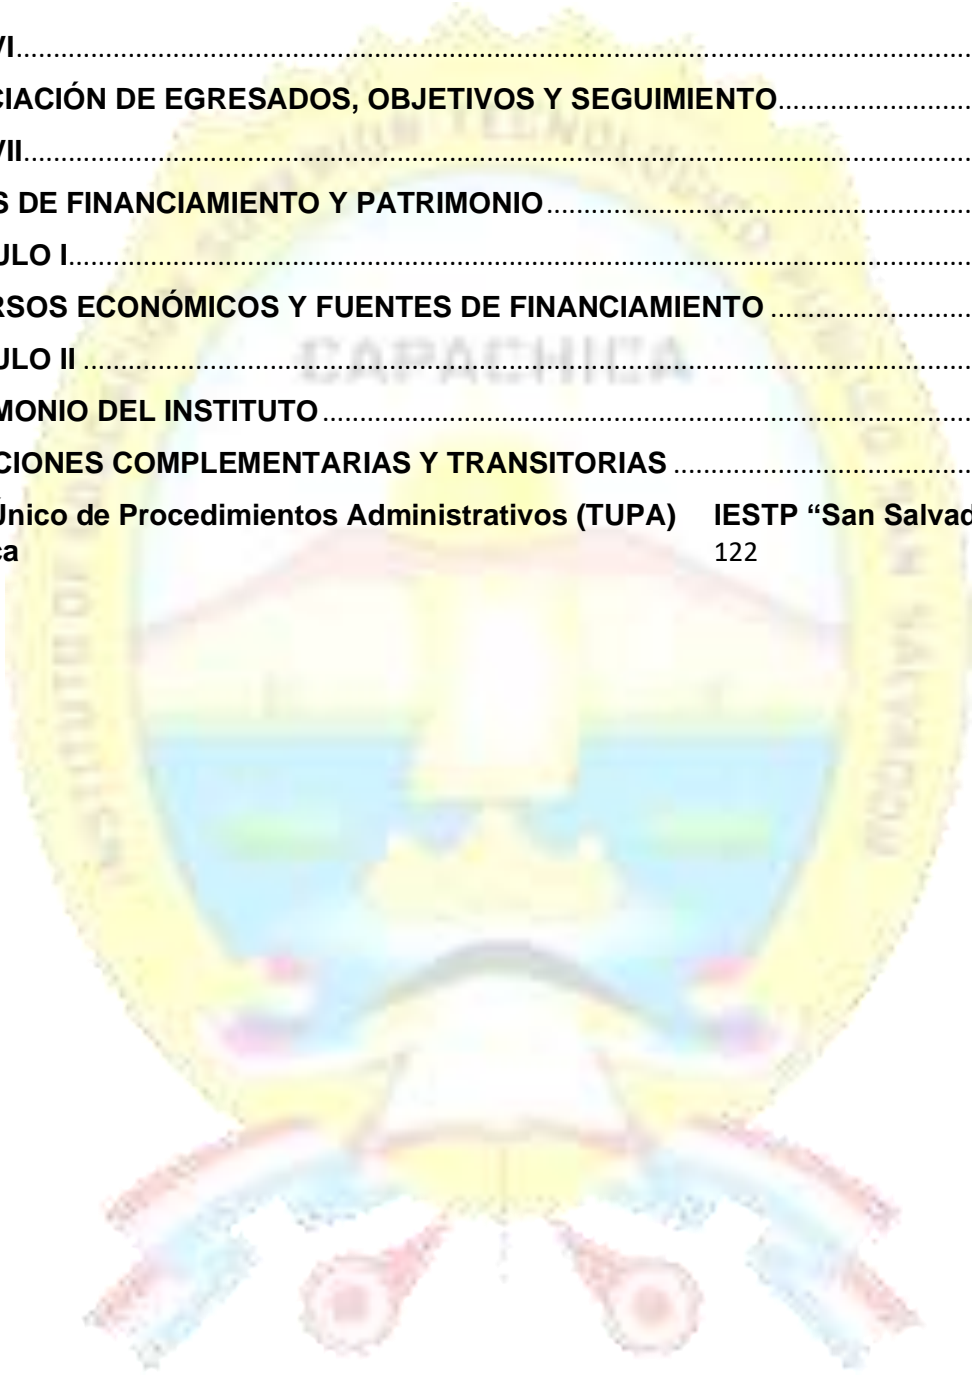 VI
CIACIÓN DE EGRESADOS, OBJETIVOS Y SEGUIMIENTO
VII
S DE FINANCIAMIENTO Y PATRIMONIO
ULO I
RSOS ECONÓMICOS Y FUENTES DE FINANCIAMIENTO
ULO II
MONIO DEL INSTITUTO
CIONES COMPLEMENTARIAS Y TRANSITORIAS
Único de Procedimientos Administrativos (TUPA) IESTP “San Salvad
ca 122
CAPACHICA